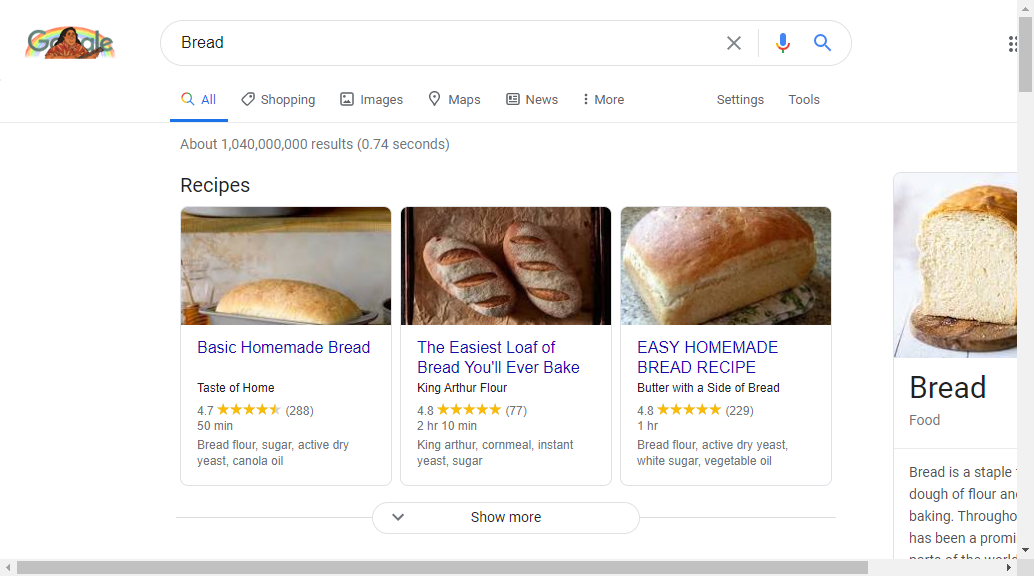 Google
Bread
All
Shopping
Images
Maps
News
More
Settings
Tools
About 1,040,000,000 results (0.74 seconds)
Recipes
Basic Homemade Bread
Taste of Home
4.7 (288)
50 min
Bread flour, sugar, active dry
yeast, canola oil
The Easiest Loaf of
Bread You'll Ever Bake
King Arthur Flour
4.8 (77)
2 hr 10 min
King arthur, cornmeal, instant
yeast, sugar
EASY HOMEMADE
BREAD RECIPE
Butter with a Side of Bread
4.8 (229)
1 hr
Bread flour, active dry yeast,
white sugar, vegetable oil
Show more
Bread
Food
Bread is a staple
dough of flour an
baking. Througho
has been a promi
parts of the worl